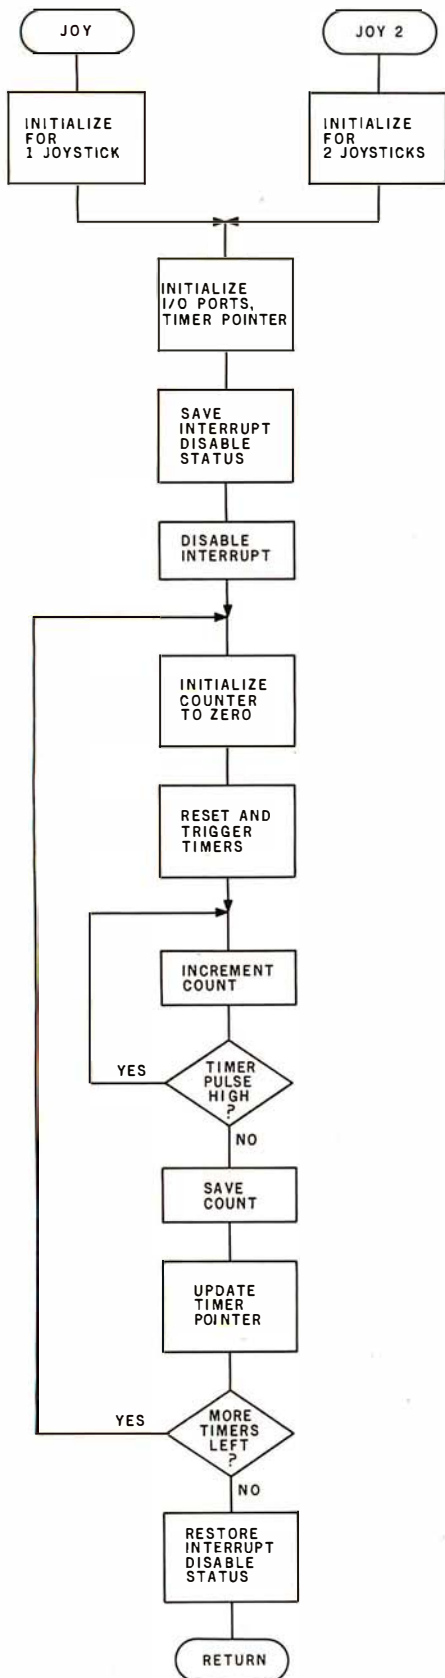 JOY
JOY 2
INITIALIZE
FOR
1 JOYSTICK
INITIALIZE
FOR
2 JOYSTICKS
INITIALIZE
I/O PORTS,
TIMER POINTER
SAVE
INTERRUPT
DISABLE
STATUS
DISABLE
INTERRUPT
INITIALIZE
COUNTER
TO ZERO
RESET AND
TRIGGER
TIMERS
INCREMENT
COUNT
YES
TIMER
PULSE
HIGH
?
NO
SAVE
COUNT
UPDATE
TIMER
POINTER
YES
MORE
TIMERS
LEFT
?
NO
RESTORE
INTERRUPT
DISABLE
STATUS
RETURN